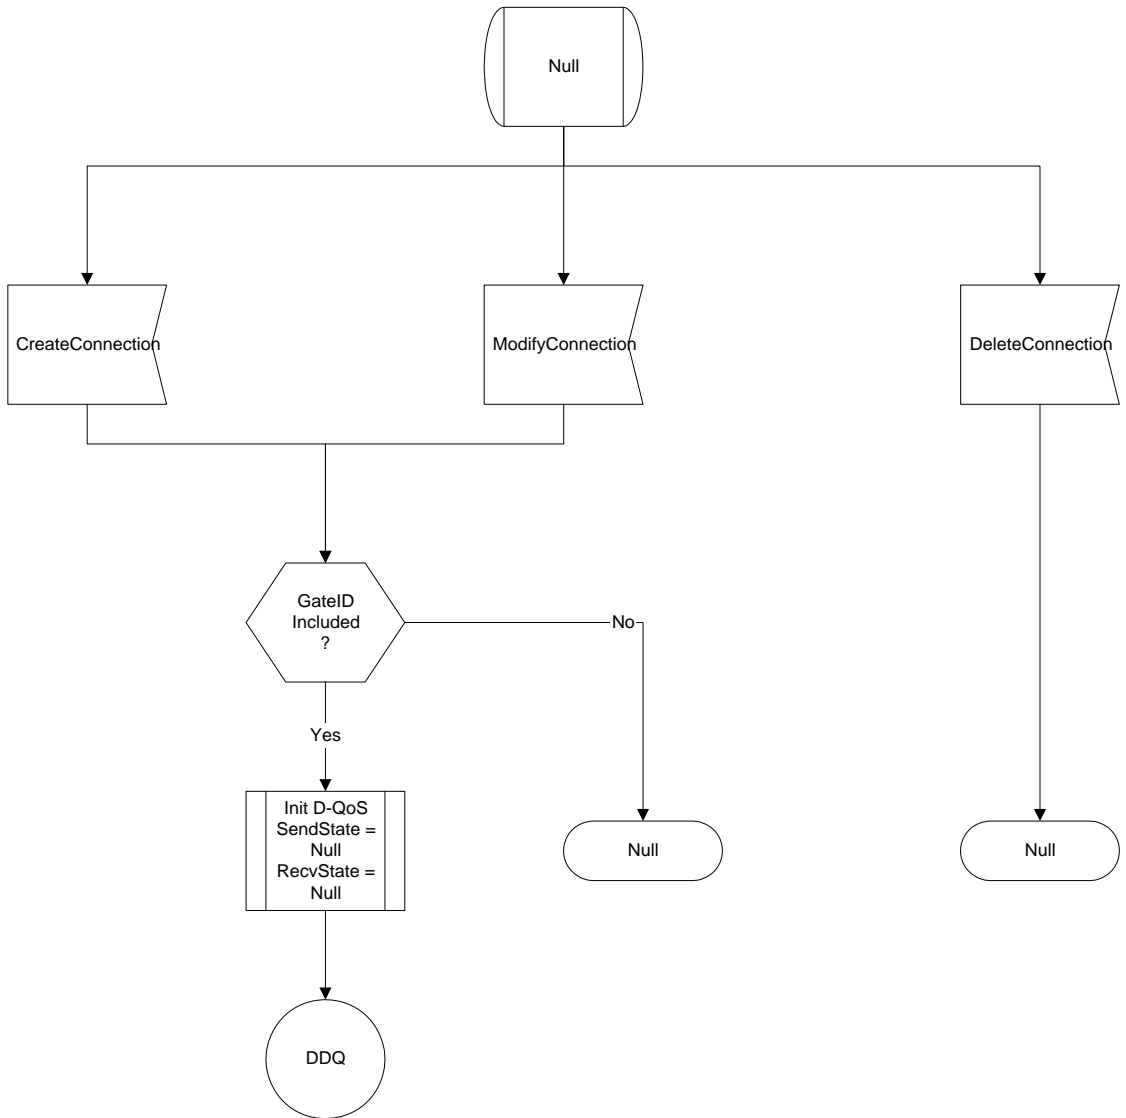 Null
CreateConnection
ModifyConnection
DeleteConnection
GateID
Included
?
No
Yes
Init D-QoS
SendState =
Null
RecvState =
Null
Null
Null
DDQ